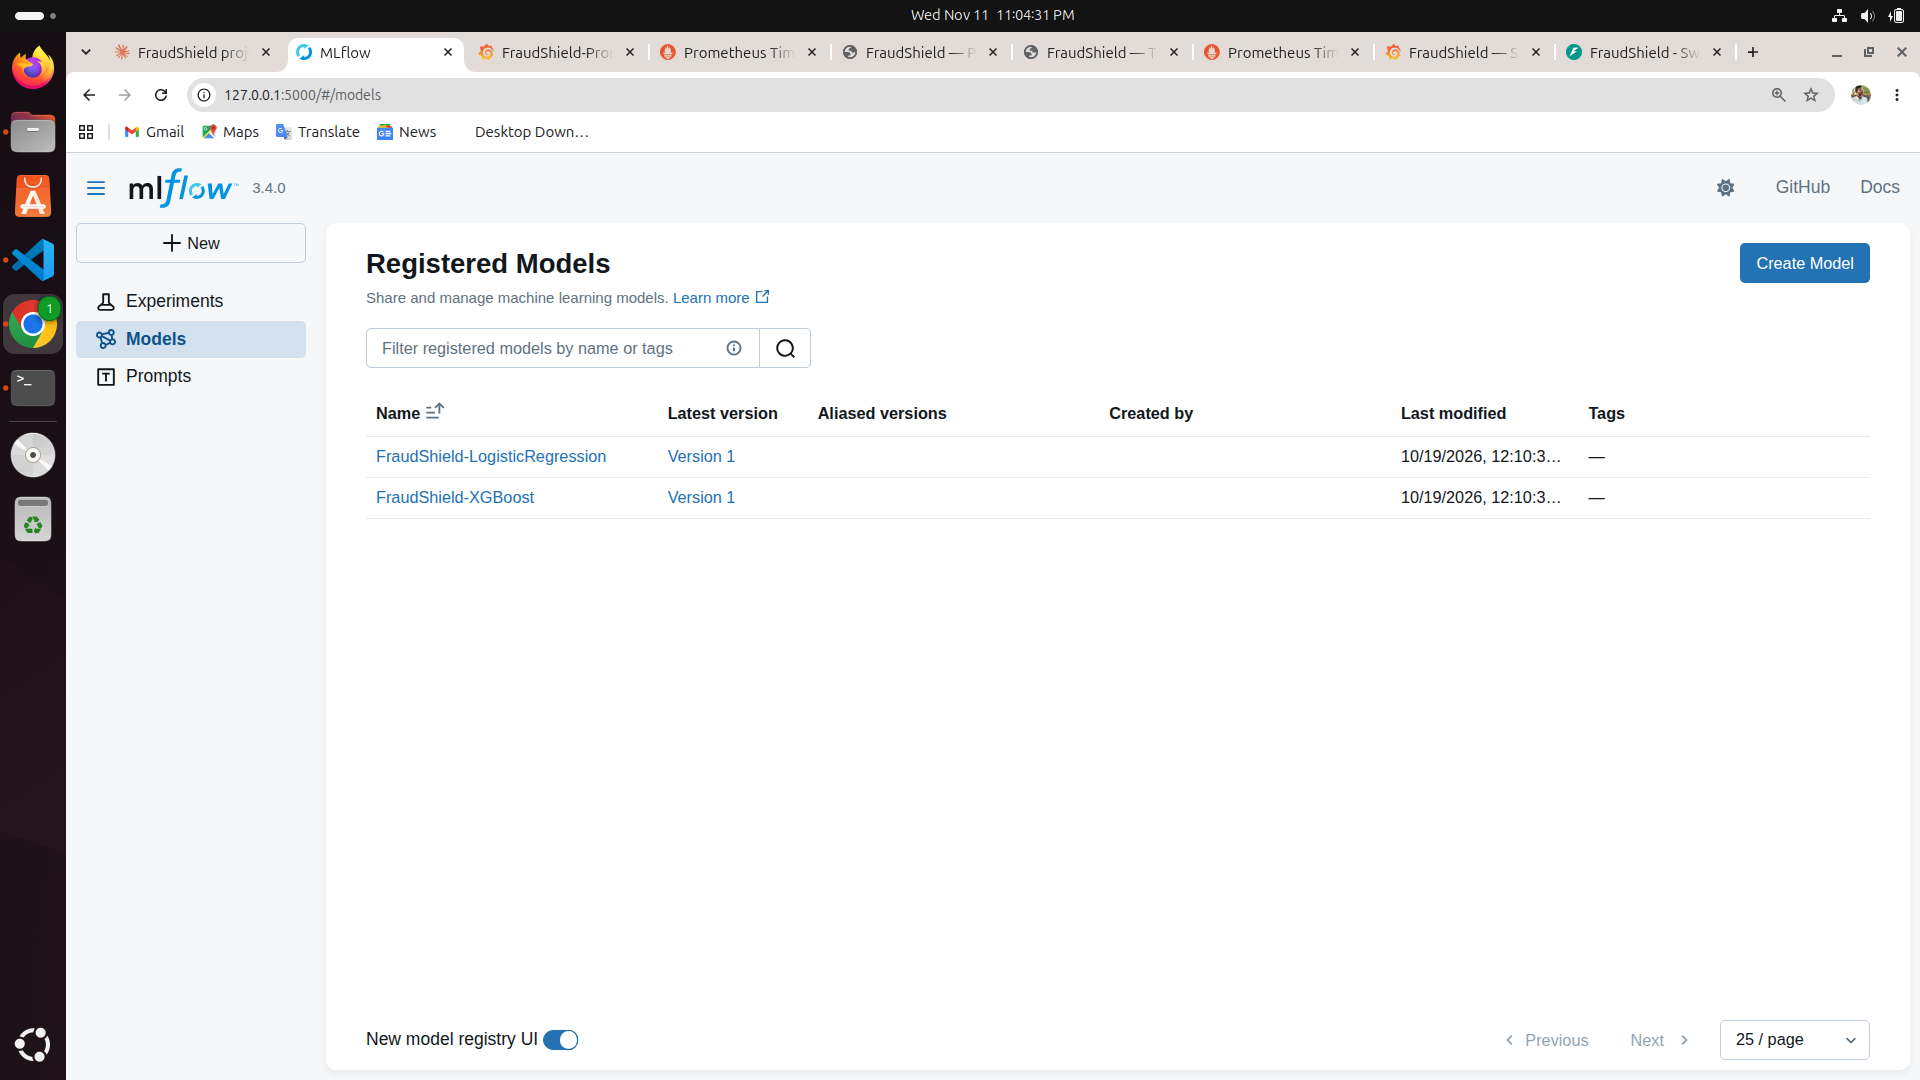 Wed Nov 11 11:04:31 PM
FraudShield proj
MLflow
FraudShield-Pro
Prometheus Tim
FraudShield — P
FraudShield — T
Prometheus Tim
FraudShield — S
FraudShield - Sw
127.0.0.1:5000/#/models
Gmail
Maps
Translate
News
Desktop Down…
mlflow 3.4.0
GitHub
Docs
New
Experiments
Models
Prompts
1
Registered Models
Create Model
Share and manage machine learning models. Learn more
Filter registered models by name or tags
Name Latest version Aliased versions Created by Last modified Tags
FraudShield-LogisticRegression Version 1 10/19/2026, 12:10:3… —
FraudShield-XGBoost Version 1 10/19/2026, 12:10:3… —
New model registry UI
Previous
Next
25 / page